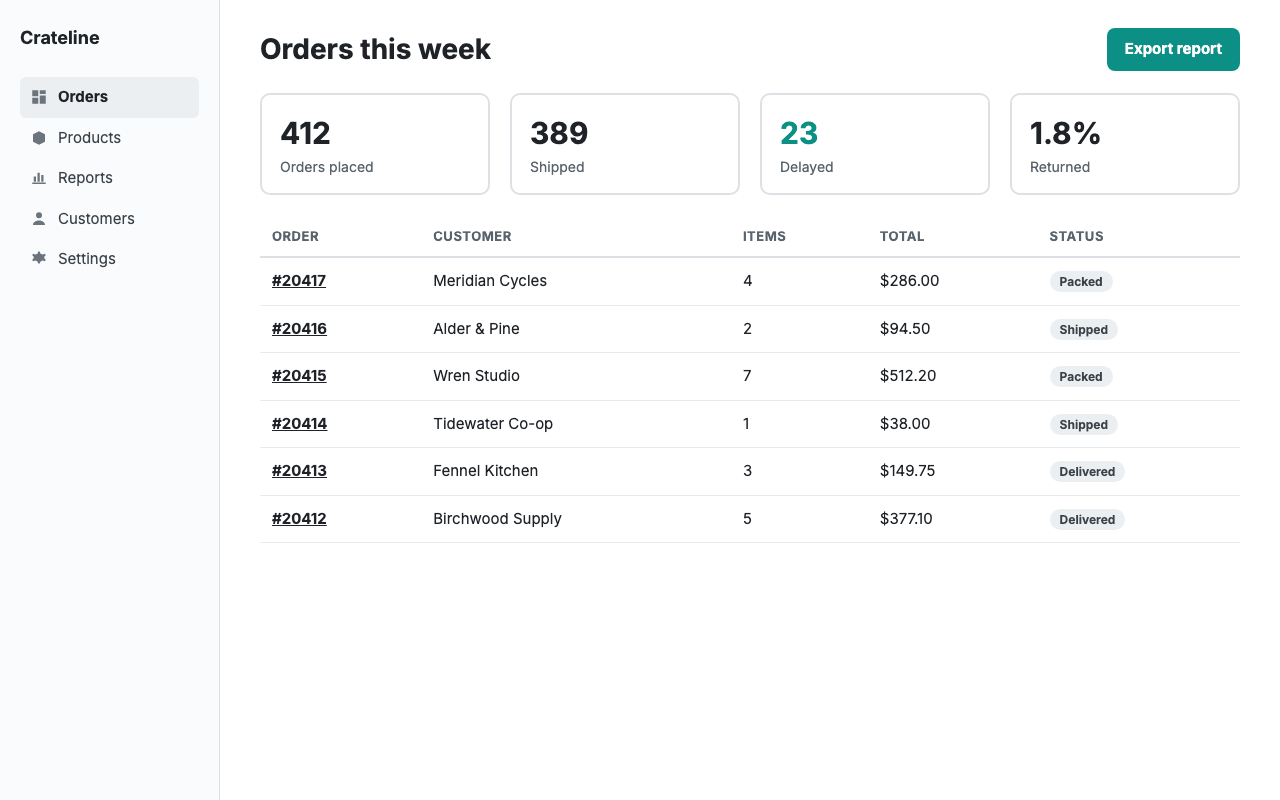 Crateline
Orders
Products
Reports
Customers
Settings
Orders this week
Export report
412
Orders placed
389
Shipped
23
Delayed
1.8%
Returned
ORDER CUSTOMER ITEMS TOTAL STATUS
#20417 Meridian Cycles 4 $286.00 Packed
#20416 Alder & Pine 2 $94.50 Shipped
#20415 Wren Studio 7 $512.20 Packed
#20414 Tidewater Co-op 1 $38.00 Shipped
#20413 Fennel Kitchen 3 $149.75 Delivered
#20412 Birchwood Supply 5 $377.10 Delivered